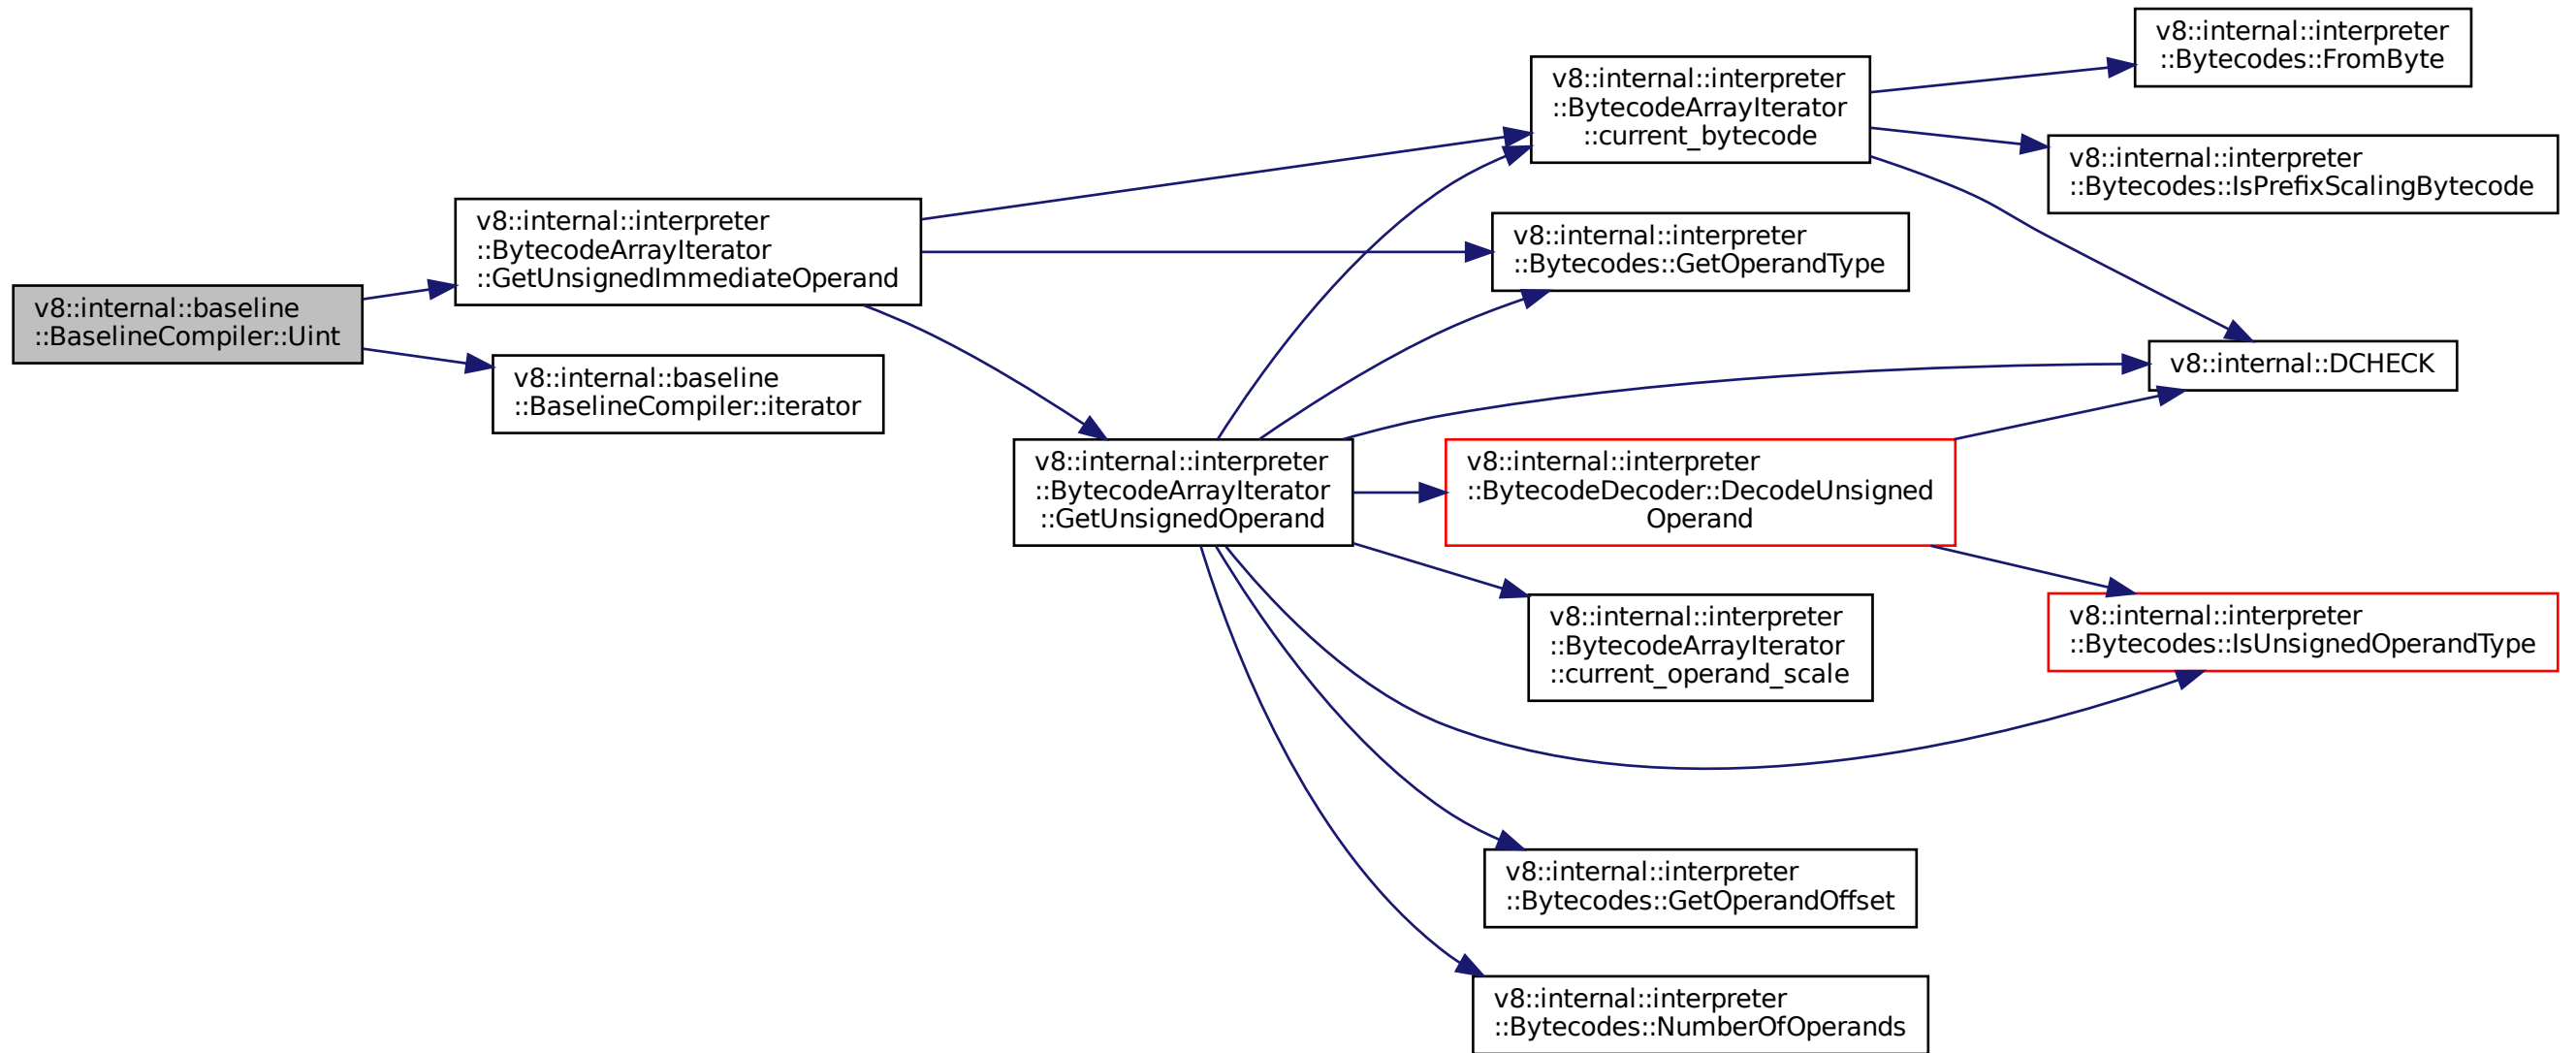 v8::internal::baseline
::BaselineCompiler::Uint
v8::internal::interpreter
::BytecodeArrayIterator
::GetUnsignedImmediateOperand
v8::internal::baseline
::BaselineCompiler::iterator
v8::internal::interpreter
::BytecodeArrayIterator
::GetUnsignedOperand
v8::internal::interpreter
::BytecodeArrayIterator
::current_bytecode
v8::internal::interpreter
::Bytecodes::GetOperandType
v8::internal::interpreter
::BytecodeDecoder::DecodeUnsigned
Operand
v8::internal::interpreter
::BytecodeArrayIterator
::current_operand_scale
v8::internal::interpreter
::Bytecodes::GetOperandOffset
v8::internal::interpreter
::Bytecodes::NumberOfOperands
v8::internal::interpreter
::Bytecodes::FromByte
v8::internal::interpreter
::Bytecodes::IsPrefixScalingBytecode
v8::internal::DCHECK
v8::internal::interpreter
::Bytecodes::IsUnsignedOperandType